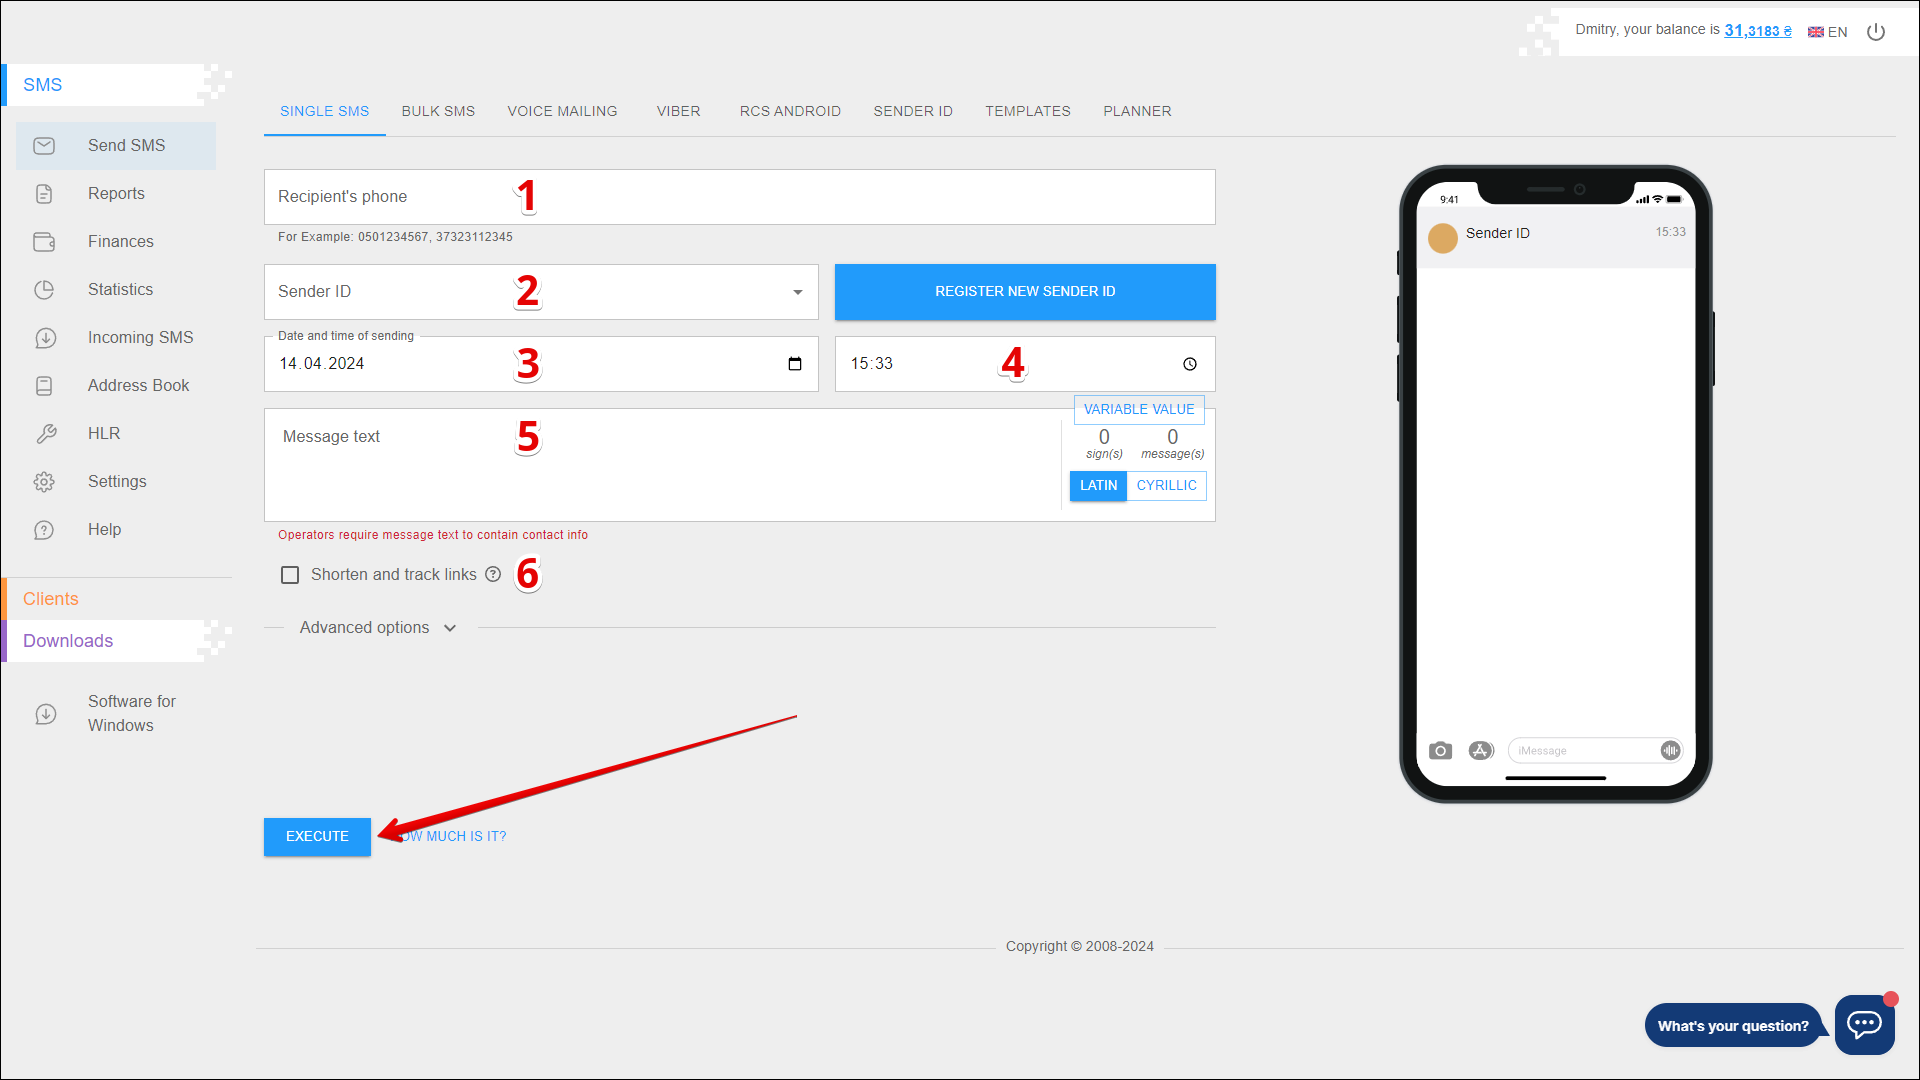 Dmitry, your balance is 31,3183 ₴ EN
SMS
Send SMS
Reports
Finances
Statistics
Incoming SMS
Address Book
HLR
Settings
Help
Clients
Downloads
Software for
Windows
SINGLE SMS BULK SMS VOICE MAILING VIBER RCS ANDROID SENDER ID TEMPLATES PLANNER
Recipient's phone 1
For Example: 0501234567, 37323112345
Sender ID 2 REGISTER NEW SENDER ID
Date and time of sending
14.04.2024 3 15:33 4
VARIABLE VALUE
Message text 5 0 0
sign(s) message(s)
LATIN CYRILLIC
Operators require message text to contain contact info
Shorten and track links ? 6
Advanced options
EXECUTE OW MUCH IS IT?
9:41
Sender ID 15:33
iMessage
Copyright © 2008-2024
What's your question?